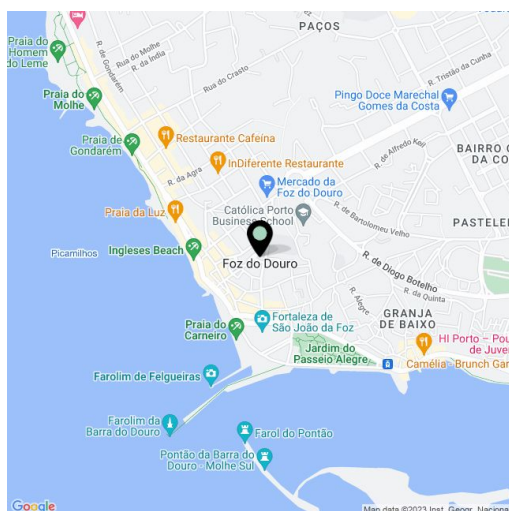 PAÇOS
Praia do
Homem
do Leme
R. de Gondarém
Rua do Molhe
R. da Índia
Rua do Crasto
R. Tristão da Cunha
Pingo Doce Marechal
Gomes da Costa
Praia do
Molhe
Praia de
Gondarém
Restaurante Cafeína
InDiferente Restaurante
R. de Alfredo Keil
BAIRRO
DA CO
R. da Agra
Mercado da
Foz do Douro
Praia da Luz
Católica Porto
Business School
R. de Bartolomeu Velho
PASTELE
Picamilhos
Ingleses Beach
Foz do Douro
R. de Diogo Botelho
R. da Quinta
R. Alegre
GRANJA
DE BAIXO
Fortaleza de
São João da Foz
Praia do
Carneiro
HI Porto – Pou
de Juve
Jardim do
Passeio Alegre
Camélia - Brunch Gar
Farolim de Felgueiras
Farolim da
Barra do Douro
Farol do Pontão
Pontão da Barra do
Douro - Molhe Sul
Google
Map data ©2023 Inst. Geogr. Nacional